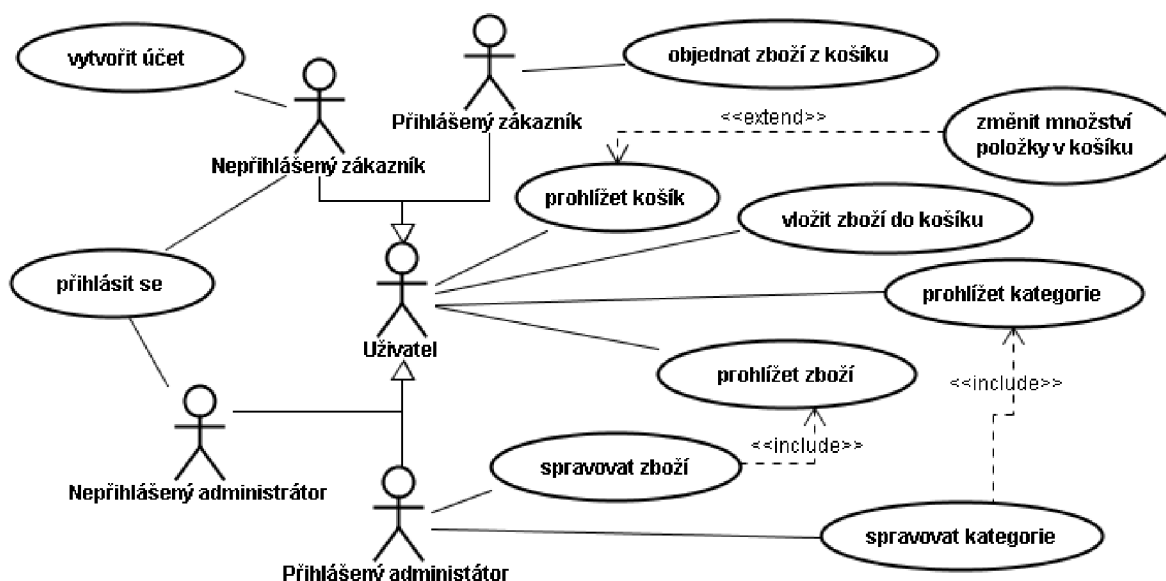 vytvořit účet
objednat zboží z košíku
Přihlášený zákazník
Nepřihlášený zákazník
<<extend>>
změnit množství
položky v košíku
prohlížet košík
vložit zboží do košíku
přihlásit se
prohlížet kategorie
Uživatel
prohlížet zboží
<<include>>
<<include>>
spravovat zboží
Nepřihlášený administrátor
spravovat kategorie
Přihlášený administátor